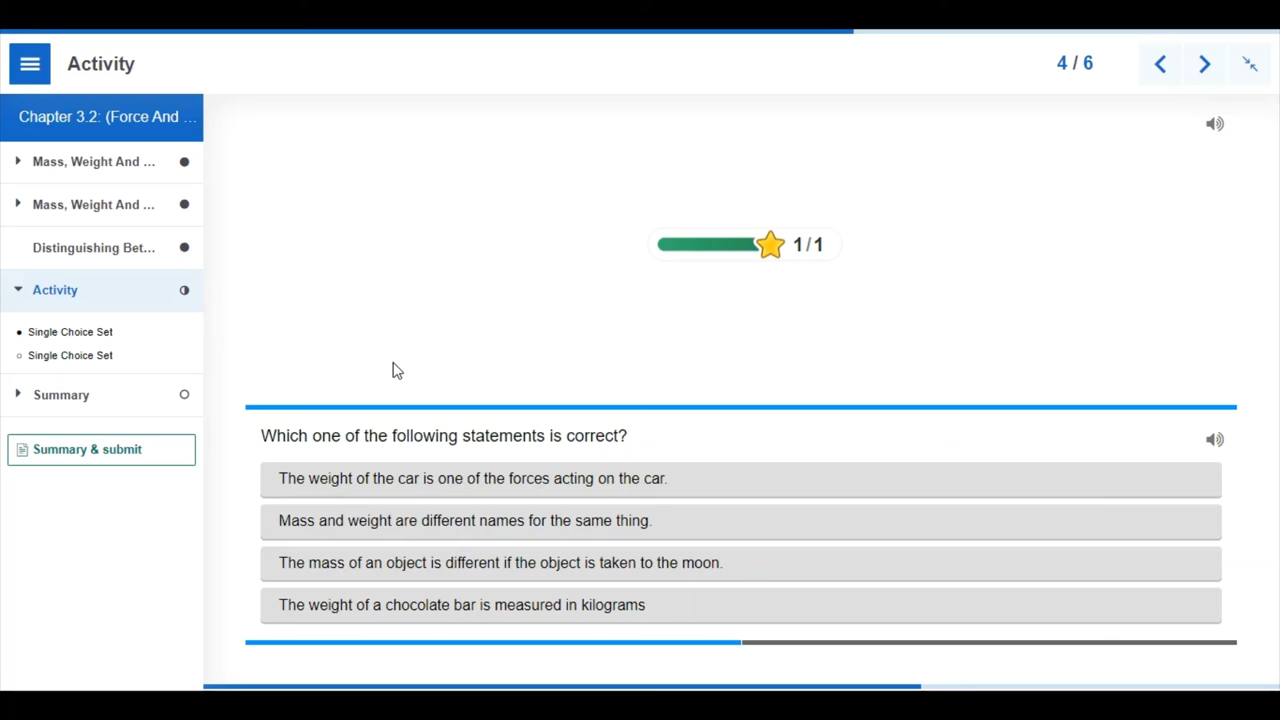 Activity
4 / 6
Chapter 3.2: (Force And ...
Mass, Weight And ...
Mass, Weight And ...
Distinguishing Bet...
Activity
Single Choice Set
Single Choice Set
Summary
Summary & submit
1/1
Which one of the following statements is correct?
The weight of the car is one of the forces acting on the car.
Mass and weight are different names for the same thing.
The mass of an object is different if the object is taken to the moon.
The weight of a chocolate bar is measured in kilograms